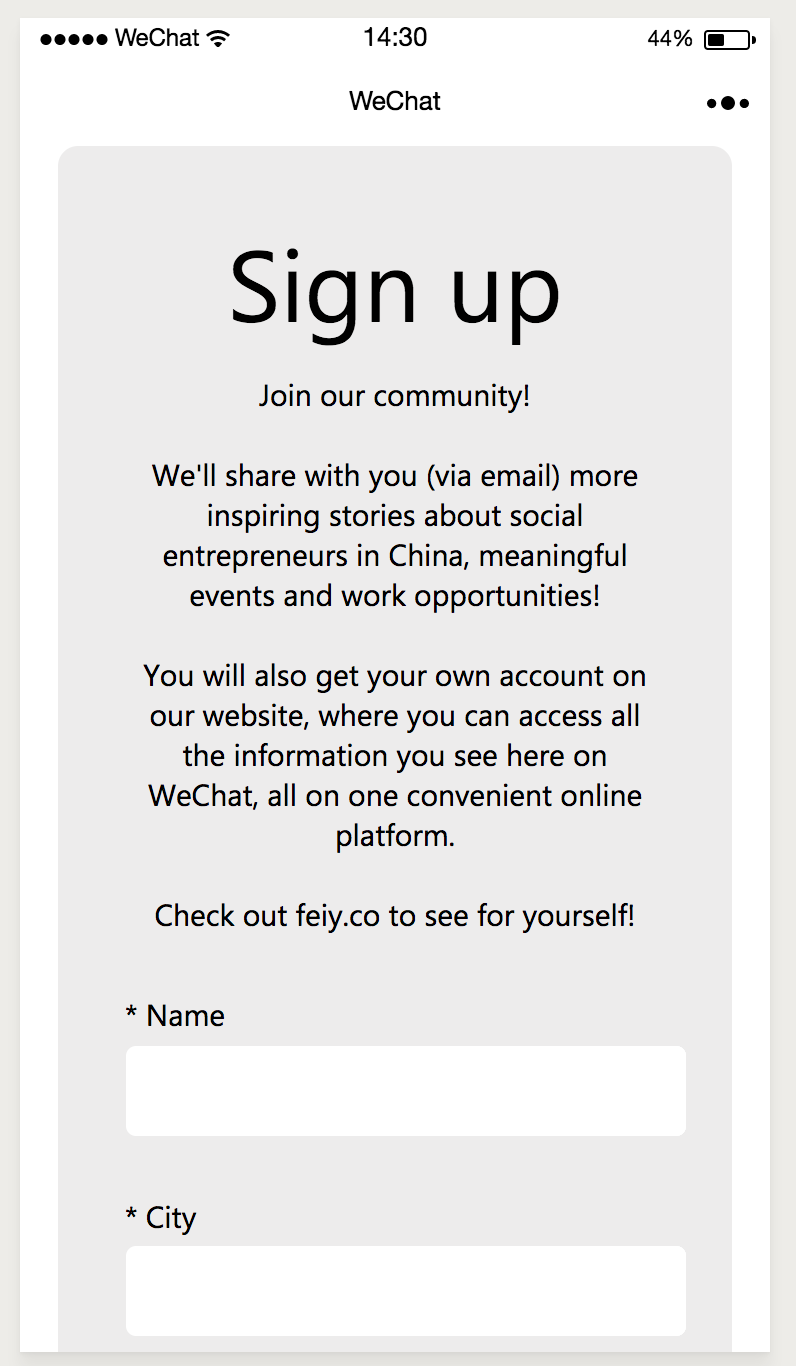 WeChat 14:30 44%
WeChat
Sign up
Join our community!
We'll share with you (via email) more
inspiring stories about social
entrepreneurs in China, meaningful
events and work opportunities!
You will also get your own account on
our website, where you can access all
the information you see here on
WeChat, all on one convenient online
platform.
Check out feiy.co to see for yourself!
* Name
* City